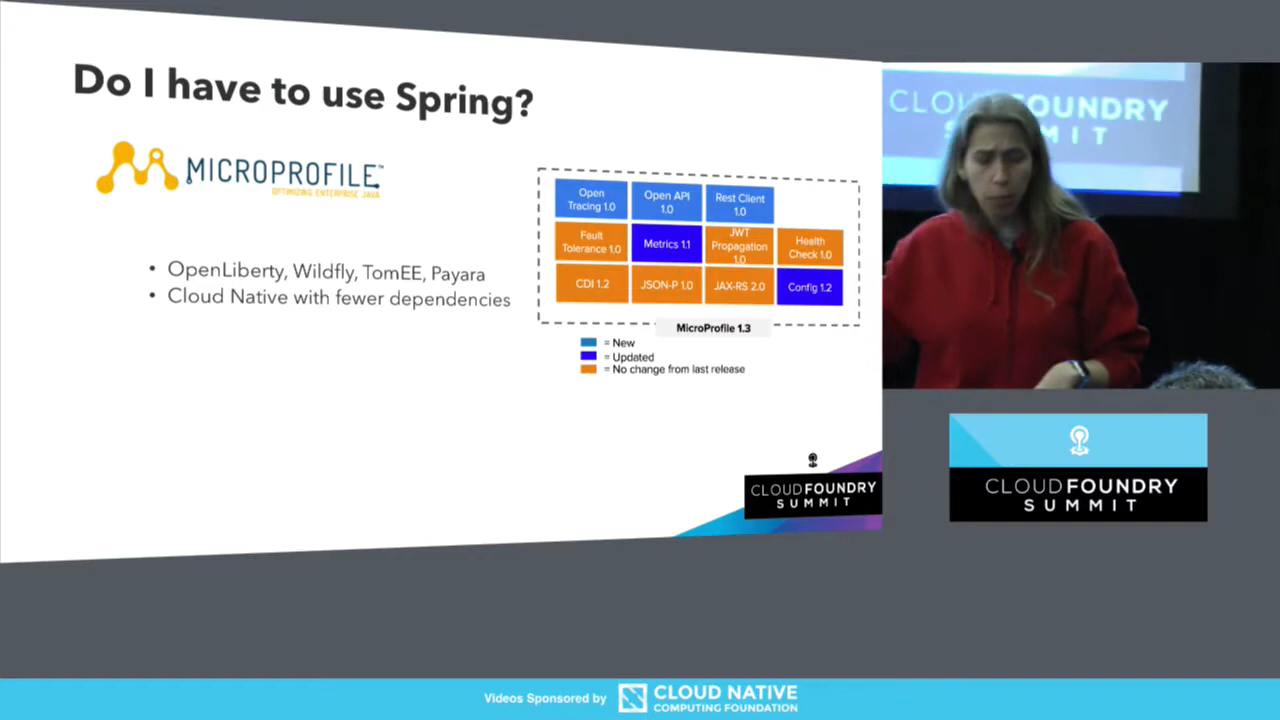 Do I have to use Spring?
MICROPROFILE™
OPTIMIZING ENTERPRISE JAVA
• OpenLiberty, Wildfly, TomEE, Payara
• Cloud Native with fewer dependencies
Open
Tracing 1.0
Open API
1.0
Rest Client
1.0
Fault
Tolerance 1.0
Metrics 1.1
JWT
Propagation
1.0
Health
Check 1.0
CDI 1.2
JSON-P 1.0
JAX-RS 2.0
Config 1.2
MicroProfile 1.3
= New
= Updated
= No change from last release
CLOUD FOUNDRY
SUMMIT
CLOUD FOUNDRY
SUMMIT
Videos Sponsored by
CLOUD NATIVE
COMPUTING FOUNDATION